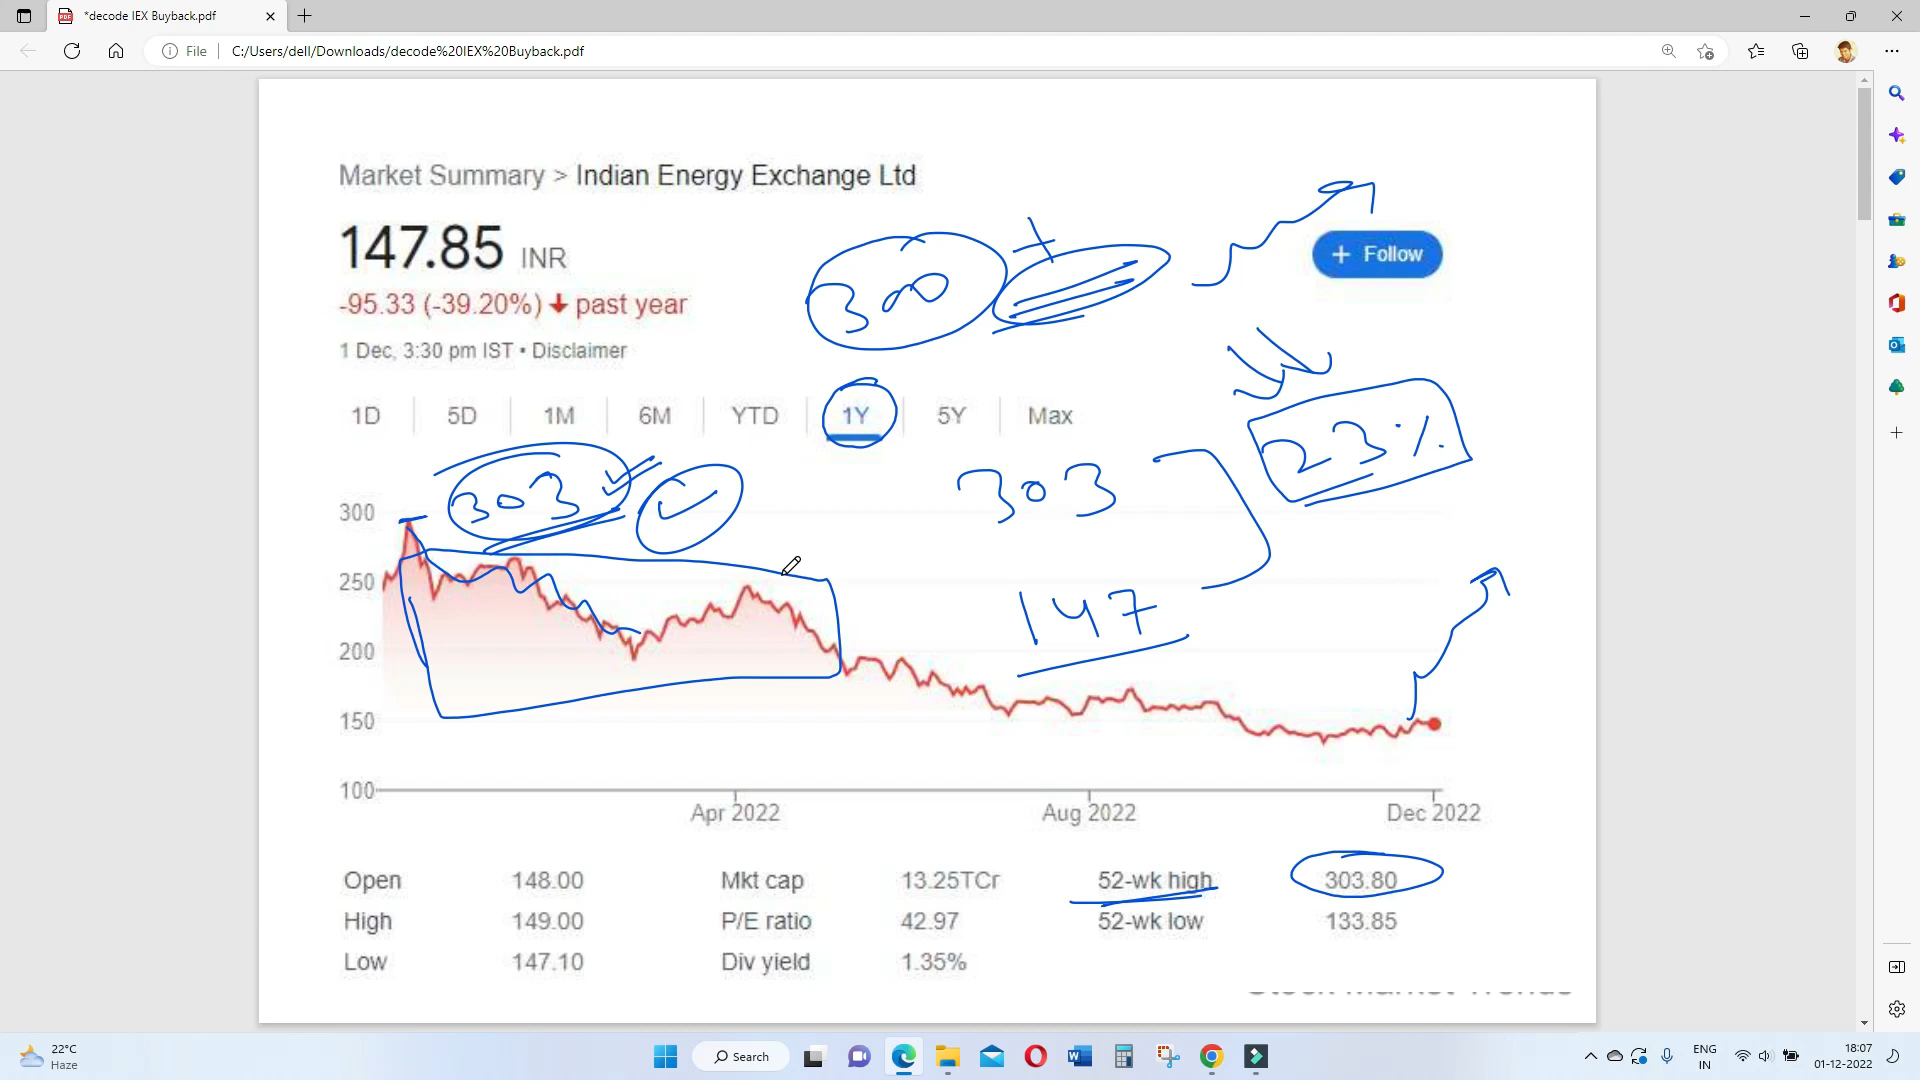 *decode IEX Buyback.pdf
File C:/Users/dell/Downloads/decode%20IEX%20Buyback.pdf
Market Summary > Indian Energy Exchange Ltd
147.85 INR
300 +
+ Follow
-95.33 (-39.20%) past year
1 Dec, 3:30 pm IST • Disclaimer
1D 5D 1M 6M YTD 1Y 5Y Max
23%
303
303
300
250
200
150
100
147
Apr 2022 Aug 2022 Dec 2022
Open 148.00 Mkt cap 13.25TCr 52-wk high 303.80
High 149.00 P/E ratio 42.97 52-wk low 133.85
Low 147.10 Div yield 1.35%
22°C
Haze
Search
ENG
IN
18:07
01-12-2022